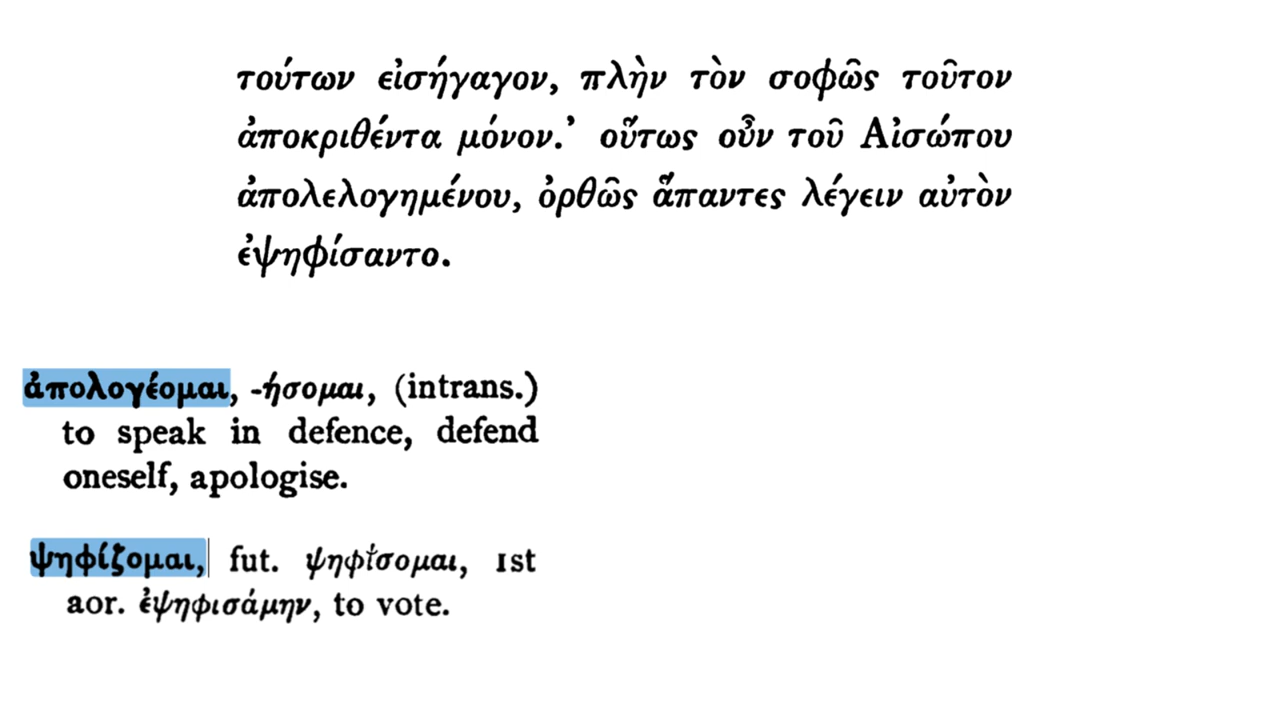 τούτων εἰσήγαγον, πλὴν τὸν σοφῶς τοῦτον
ἀποκριθέντα μόνον.’ οὕτως οὖν τοῦ Αἰσώπου
ἀπολελογημένου, ὀρθῶς ἅπαντες λέγειν αὐτὸν
ἐψηφίσαντο.
ἀπολογέομαι, -ήσομαι, (intrans.)
to speak in defence, defend
oneself, apologise.
ψηφίζομαι, fut. ψηφί̆σομαι, 1st
aor. ἐψηφισάμην, to vote.